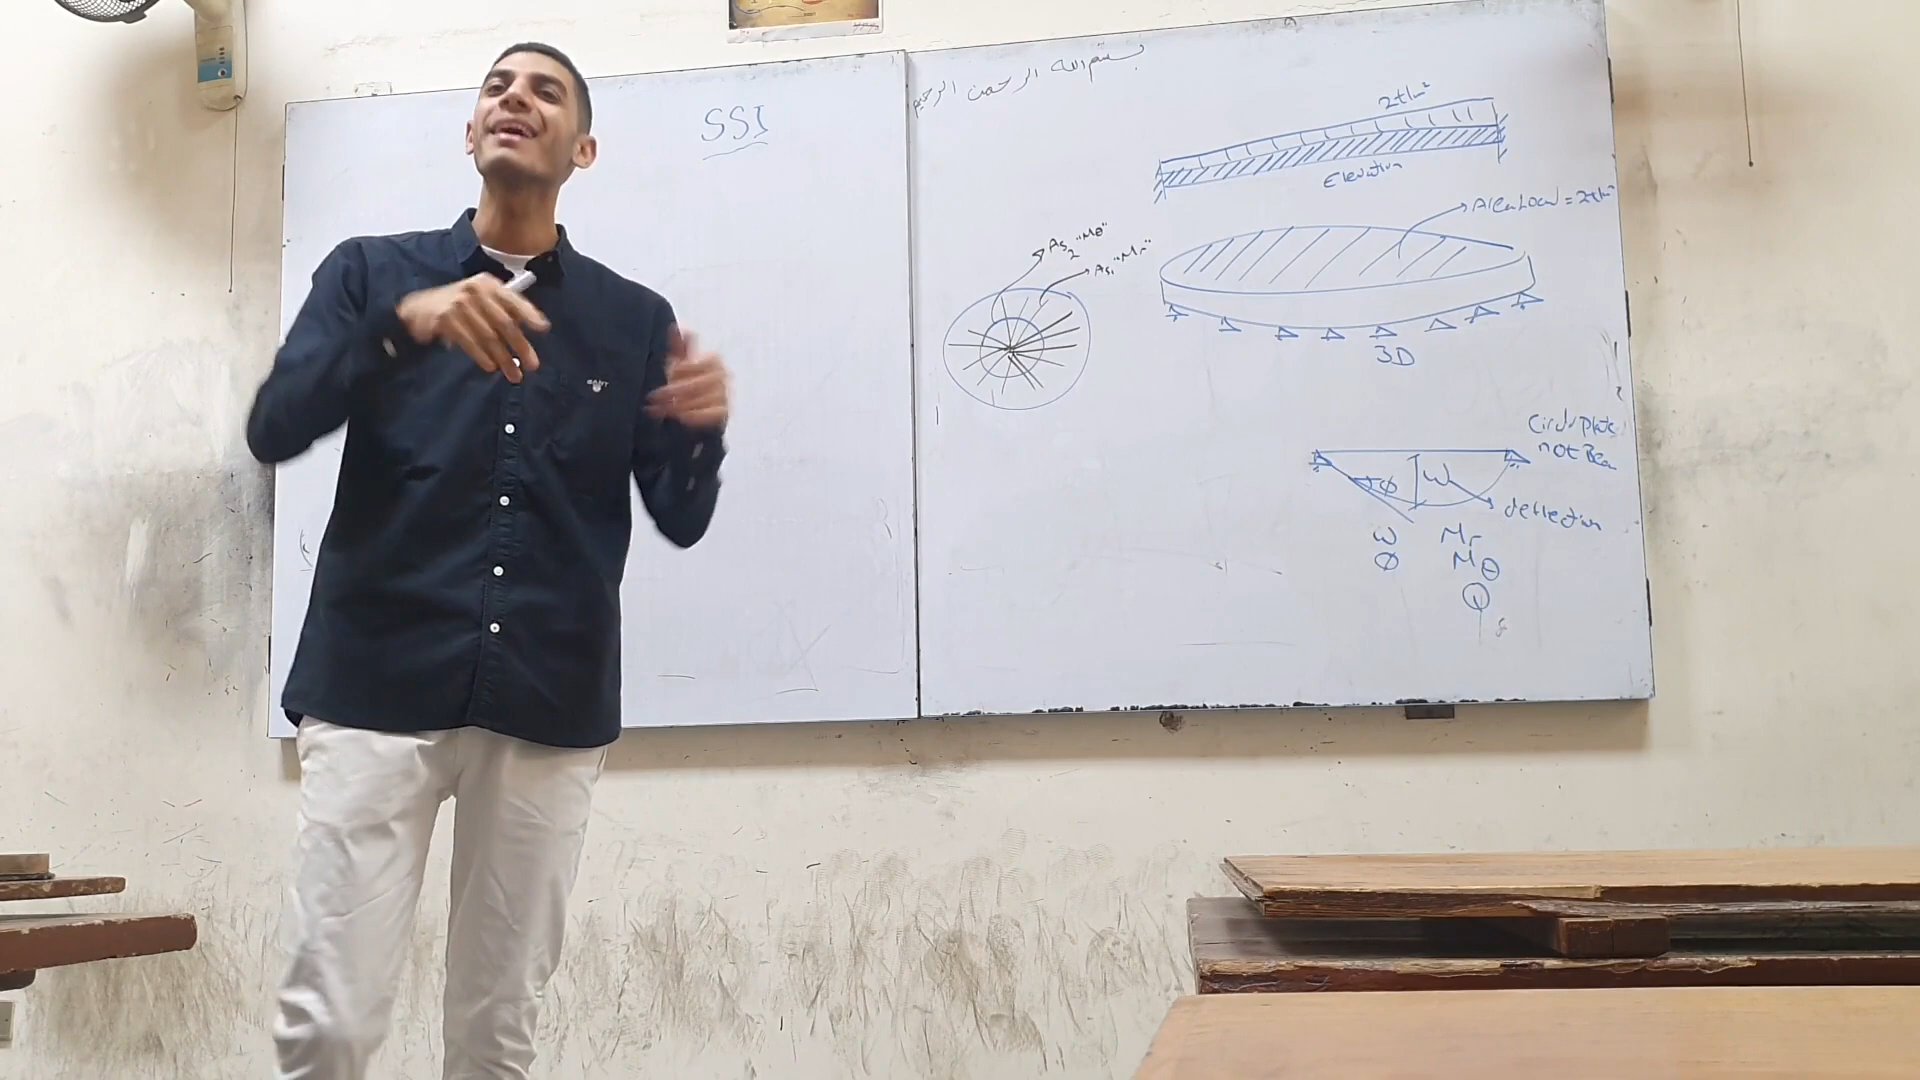 SSI
بسم الله الرحمن الرحيم
2t/m²
Elevation
Area Load = 2t/m²
3D
As₂ "Mθ"
As₁ "Mr"
Circular Plate
not Beam
ϕ
w
deflection
w Mr
ϕ Mθ
Q
GANT